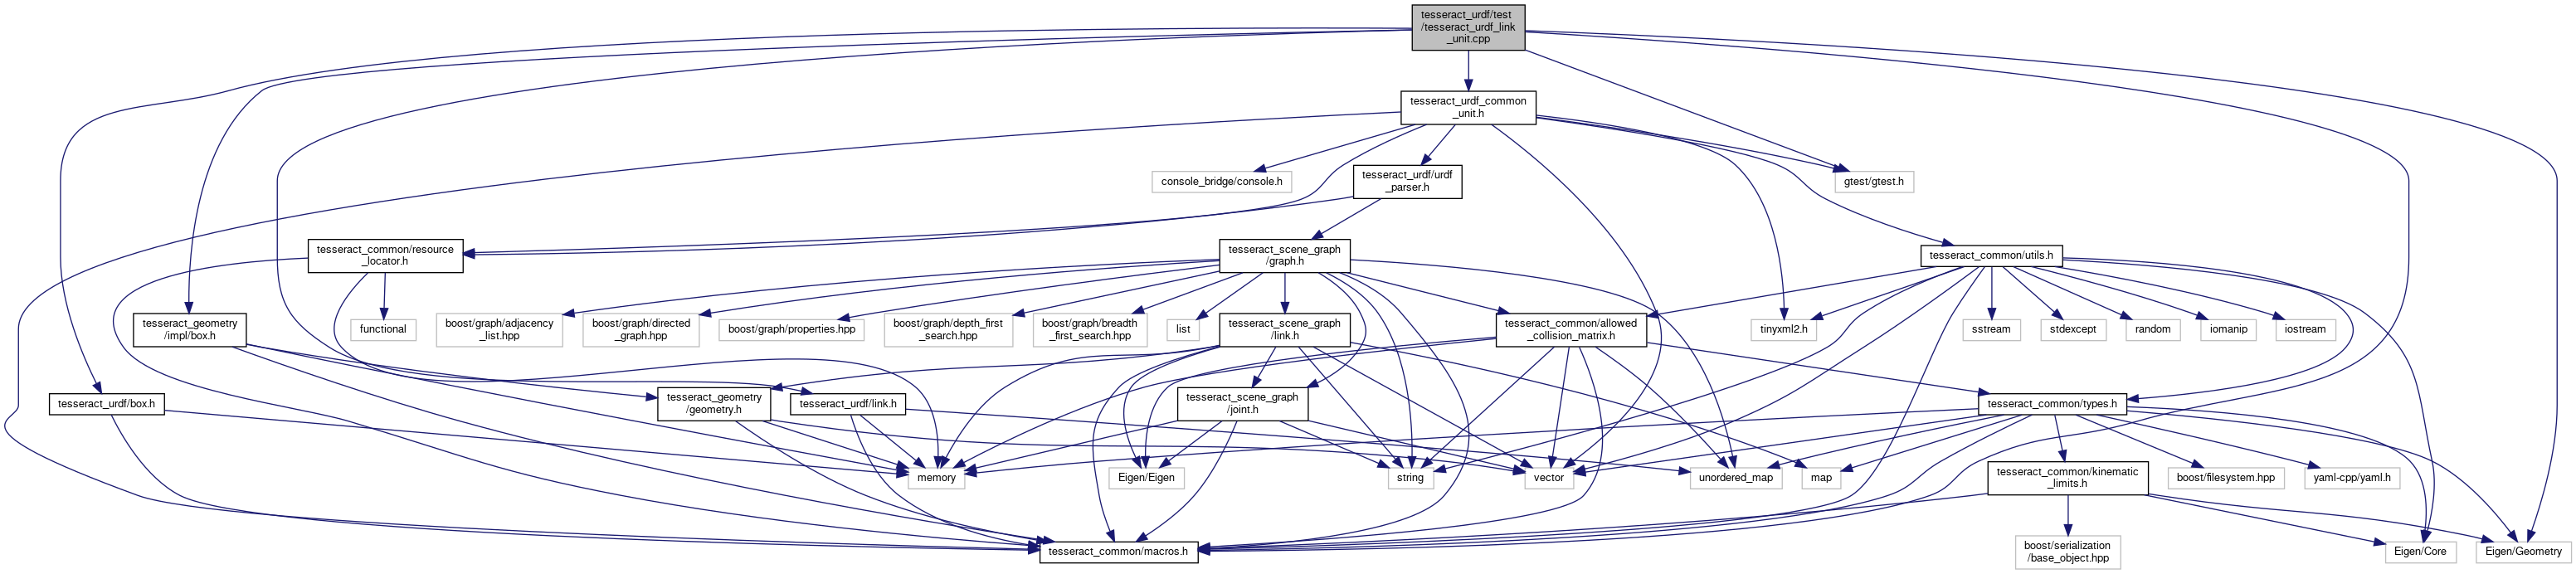 tesseract_urdf/test
/tesseract_urdf_link
_unit.cpp
tesseract_urdf_common
_unit.h
console_bridge/console.h
tesseract_urdf/urdf
_parser.h
gtest/gtest.h
tesseract_common/resource
_locator.h
tesseract_scene_graph
/graph.h
tesseract_common/utils.h
tesseract_geometry
/impl/box.h
functional
boost/graph/adjacency
_list.hpp
boost/graph/directed
_graph.hpp
boost/graph/properties.hpp
boost/graph/depth_first
_search.hpp
boost/graph/breadth
_first_search.hpp
list
tesseract_scene_graph
/link.h
tesseract_common/allowed
_collision_matrix.h
tinyxml2.h
sstream
stdexcept
random
iomanip
iostream
tesseract_urdf/box.h
tesseract_geometry
/geometry.h
tesseract_urdf/link.h
tesseract_scene_graph
/joint.h
tesseract_common/types.h
memory
Eigen/Eigen
string
vector
unordered_map
map
tesseract_common/kinematic
_limits.h
boost/filesystem.hpp
yaml-cpp/yaml.h
tesseract_common/macros.h
boost/serialization
/base_object.hpp
Eigen/Core
Eigen/Geometry